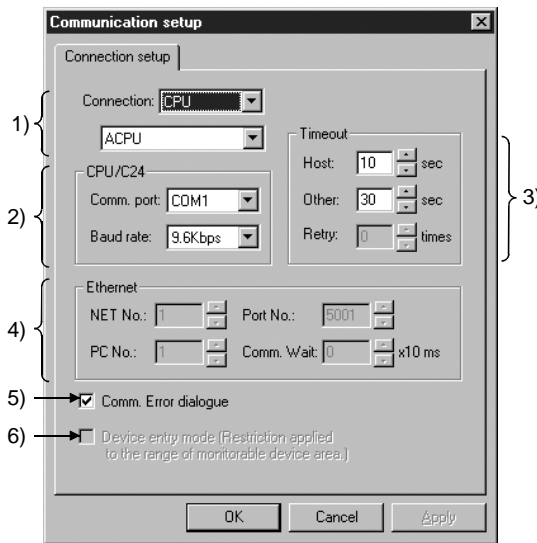 Communication setup
Connection setup
1)
Connection: CPU
ACPU
2)
CPU/C24
Comm. port: COM1
Baud rate: 9.6Kbps
Timeout
Host: 10 sec
Other: 30 sec
Retry: 0 times
3)
4)
Ethernet
NET No.: 1 Port No.: 5001
PC No.: 1 Comm. Wait: 0 x10 ms
5) Comm. Error dialogue
6) Device entry mode (Restriction applied
to the range of monitorable device area.)
OK Cancel Apply